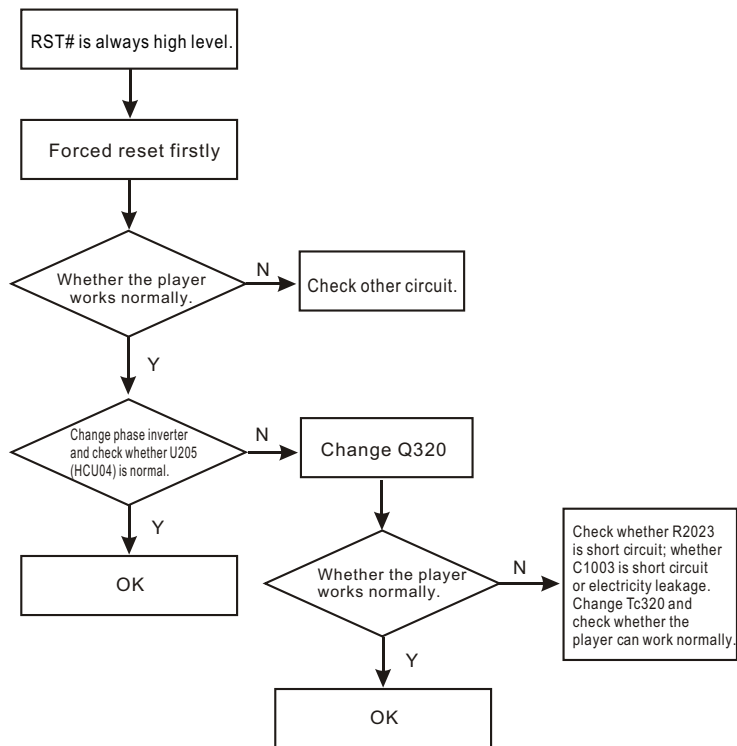 RST# is always high level.
Forced reset firstly
Whether the player
works normally.
N
Check other circuit.
Y
Change phase inverter
and check whether U205
(HCU04) is normal.
N
Change Q320
Y
OK
Whether the player
works normally.
N
Check whether R2023
is short circuit; whether
C1003 is short circuit
or electricity leakage.
Change Tc320 and
check whether the
player can work normally.
Y
OK